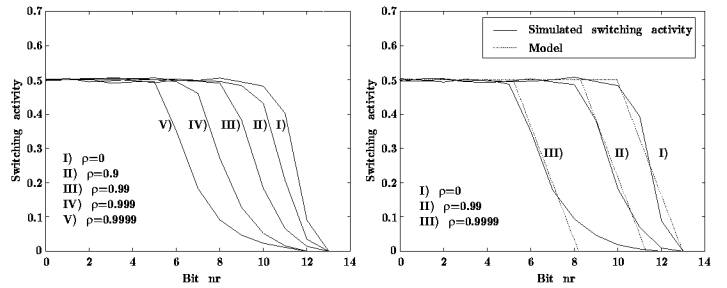 0.7
0.6
0.5
0.4
0.3
0.2
0.1
0
Switching activity
V) IV) III) II) I)
I) ρ=0
II) ρ=0.9
III) ρ=0.99
IV) ρ=0.999
V) ρ=0.9999
0 2 4 6 8 10 12 14
Bit nr
0.7
0.6
0.5
0.4
0.3
0.2
0.1
0
Switching activity
Simulated switching activity
Model
III) II) I)
I) ρ=0
II) ρ=0.99
III) ρ=0.9999
0 2 4 6 8 10 12 14
Bit nr